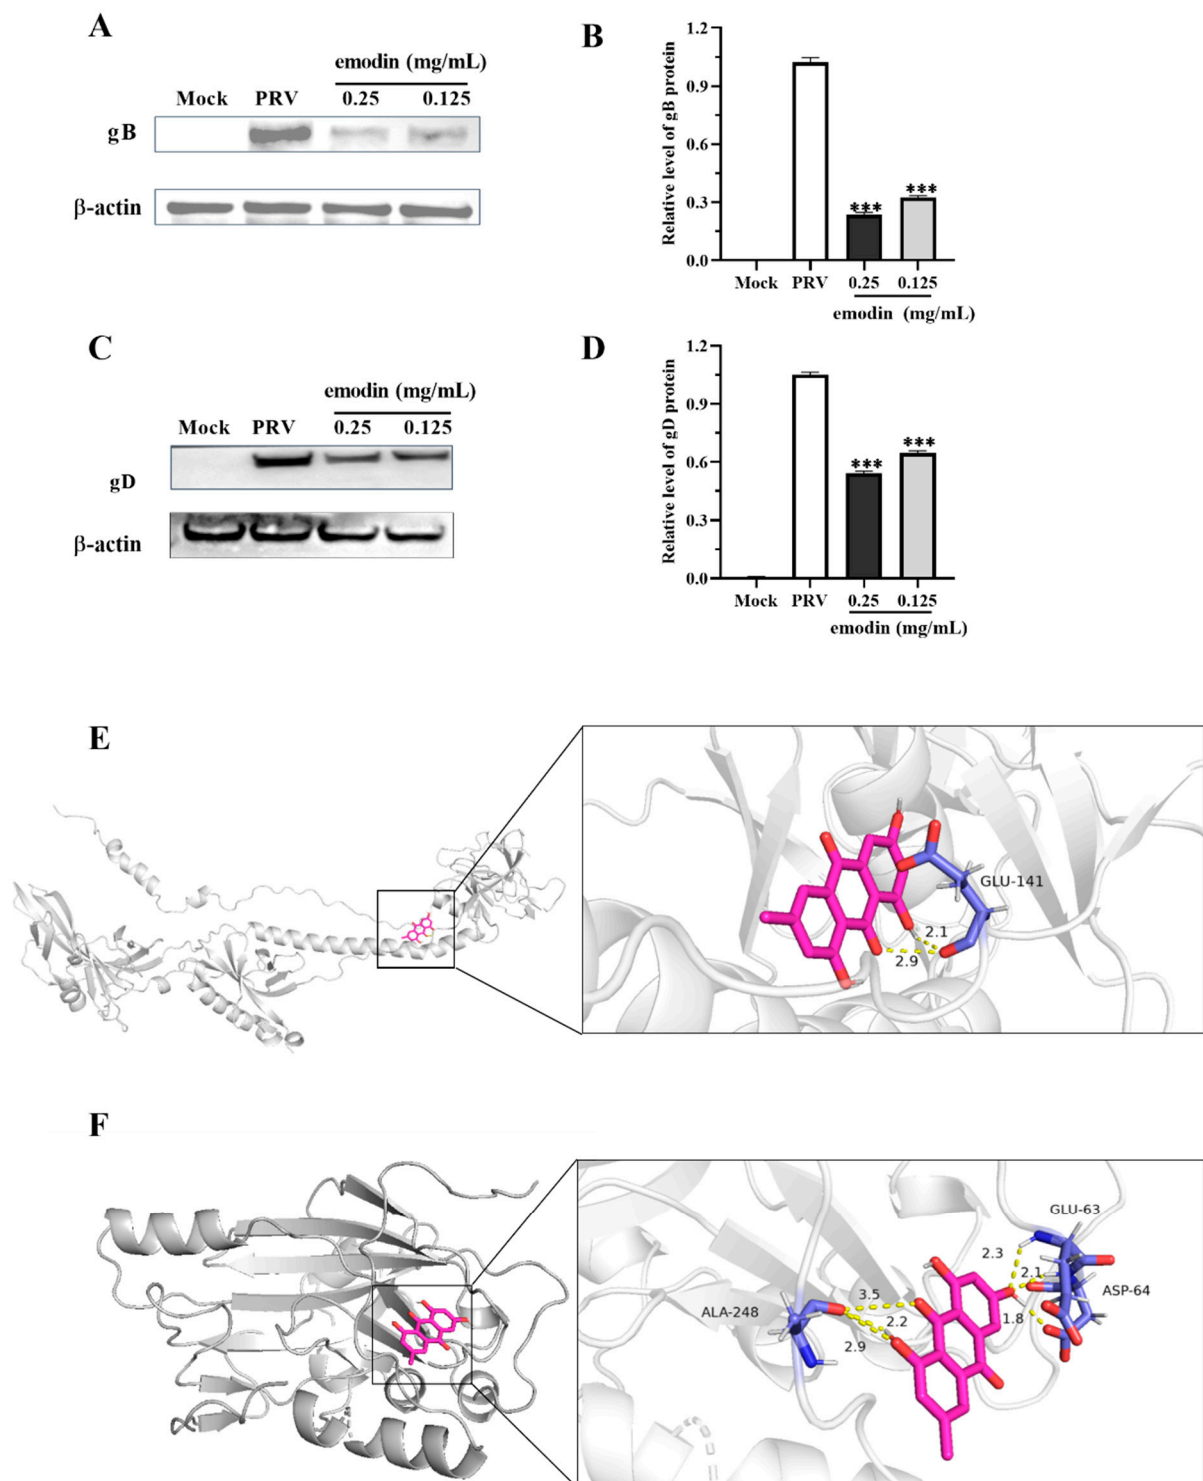 A
emodin (mg/mL)
Mock PRV 0.25 0.125
gB
β-actin
B
Relative level of gB protein
1.2
0.9
0.6
0.3
0.0
*** ***
Mock PRV 0.25 0.125
emodin (mg/mL)
C
emodin (mg/mL)
Mock PRV 0.25 0.125
gD
β-actin
D
Relative level of gD protein
1.2
0.9
0.6
0.3
0.0
*** ***
Mock PRV 0.25 0.125
emodin (mg/mL)
E
GLU-141
2.1
2.9
F
GLU-63
2.3
2.1
ASP-64
3.5
ALA-248
2.2
1.8
2.9